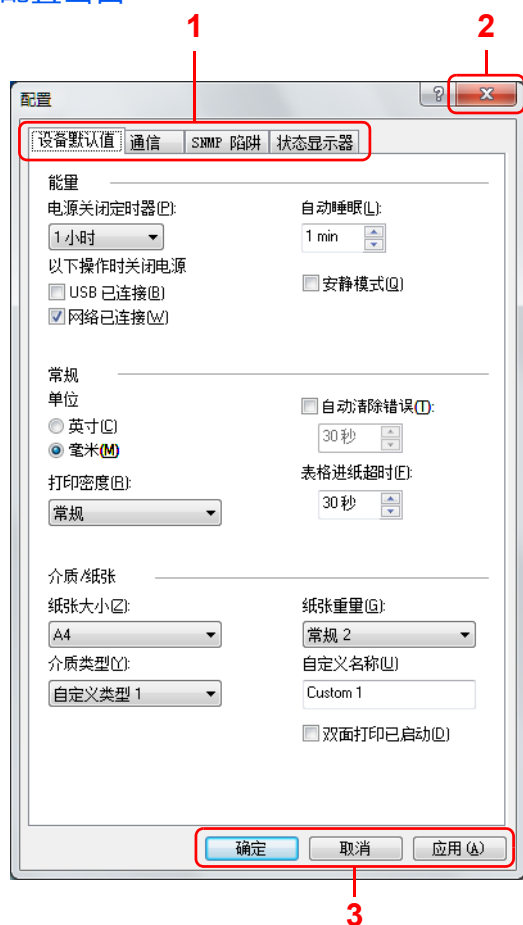 1
2
配置
设备默认值 通信 SNMP 陷阱 状态显示器
能量
电源关闭定时器(P): 自动睡眠(L):
1 小时 1 min
以下操作时关闭电源
USB 已连接(B) 安静模式(Q)
网络已连接(W)
常规
单位 自动清除错误(T):
英寸(C) 30 秒
毫米(M)
打印密度(R): 表格进纸超时(F):
常规 30 秒
介质/纸张
纸张大小(Z): 纸张重量(G):
A4 常规 2
介质类型(Y): 自定义名称(U)
自定义类型 1 Custom 1
双面打印已启动(D)
确定 取消 应用(A)
3